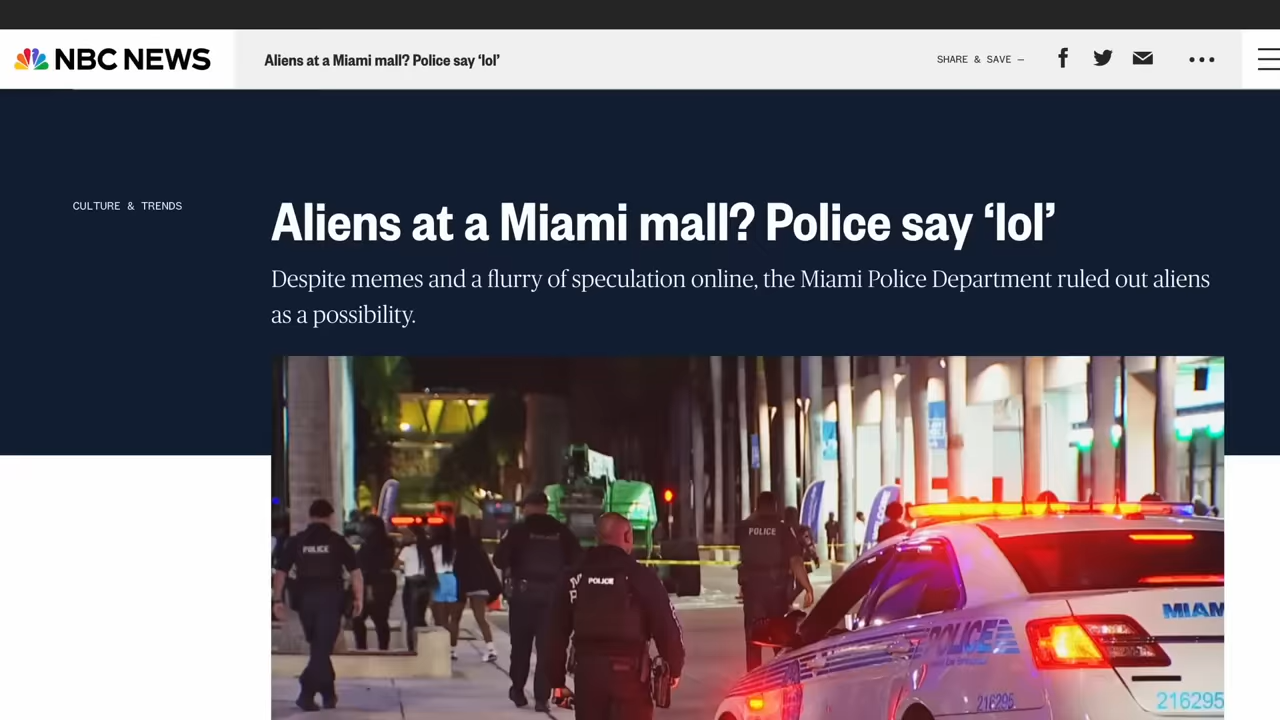 NBC NEWS
Aliens at a Miami mall? Police say ‘lol’
SHARE & SAVE —
CULTURE & TRENDS
Aliens at a Miami mall? Police say ‘lol’
Despite memes and a flurry of speculation online, the Miami Police Department ruled out aliens
as a possibility.
POLICE
POLICE
POLICE
MIAM
POLICE
216295
216295